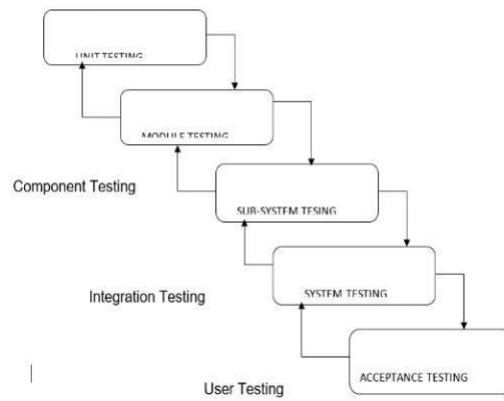 UNIT TESTING
MODULE TESTING
Component Testing
SUB-SYSTEM TESING
Integration Testing
SYSTEM TESTING
ACCEPTANCE TESTING
User Testing